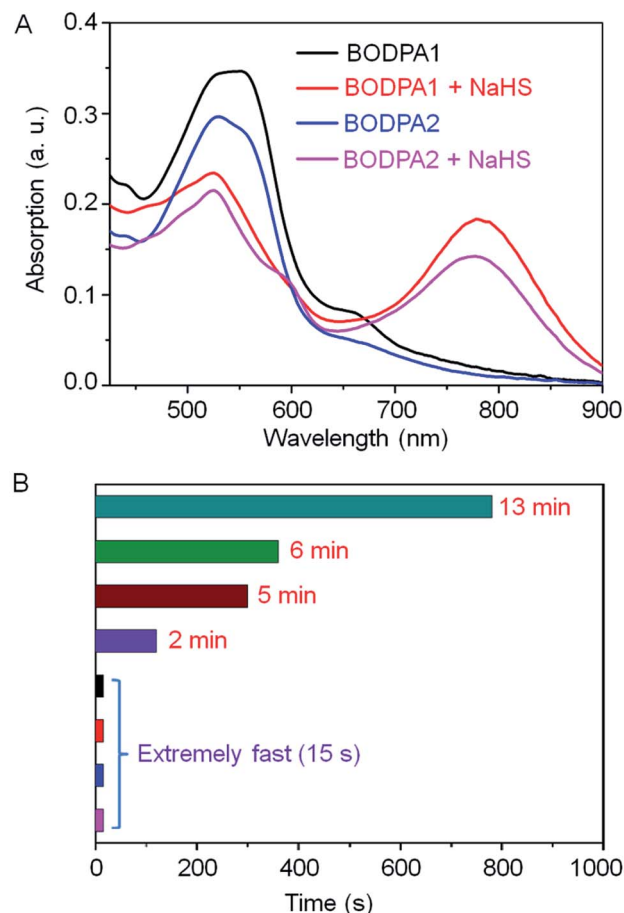 A
0.4
0.3
0.2
0.1
0.0
Absorption (a. u.)
BODPA1
BODPA1 + NaHS
BODPA2
BODPA2 + NaHS
500 600 700 800 900
Wavelength (nm)
B
13 min
6 min
5 min
2 min
Extremely fast (15 s)
0 200 400 600 800 1000
Time (s)